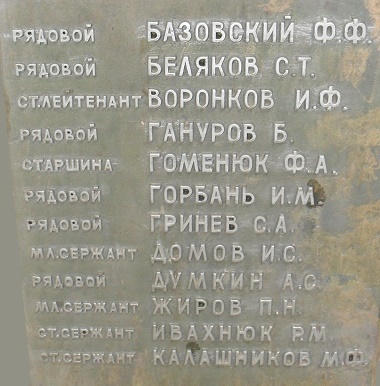 РЯДОВОЙ БАЗОВСКИЙ Ф.Ф.
РЯДОВОЙ БЕЛЯКОВ С.Т.
СТ.ЛЕЙТЕНАНТ ВОРОНКОВ И.Ф.
РЯДОВОЙ ГАНУРОВ Б.
СТАРШИНА ГОМЕНЮК Ф.А.
РЯДОВОЙ ГОРБАНЬ И.М.
РЯДОВОЙ ГРИНЕВ С.А.
МЛ.СЕРЖАНТ ДОМОВ И.С.
РЯДОВОЙ ДУМКИН А.С.
МЛ.СЕРЖАНТ ЖИРОВ П.Н.
СТ.СЕРЖАНТ ИВАХНЮК Р.М.
СТ.СЕРЖАНТ КАЛАШНИКОВ М.Ф.